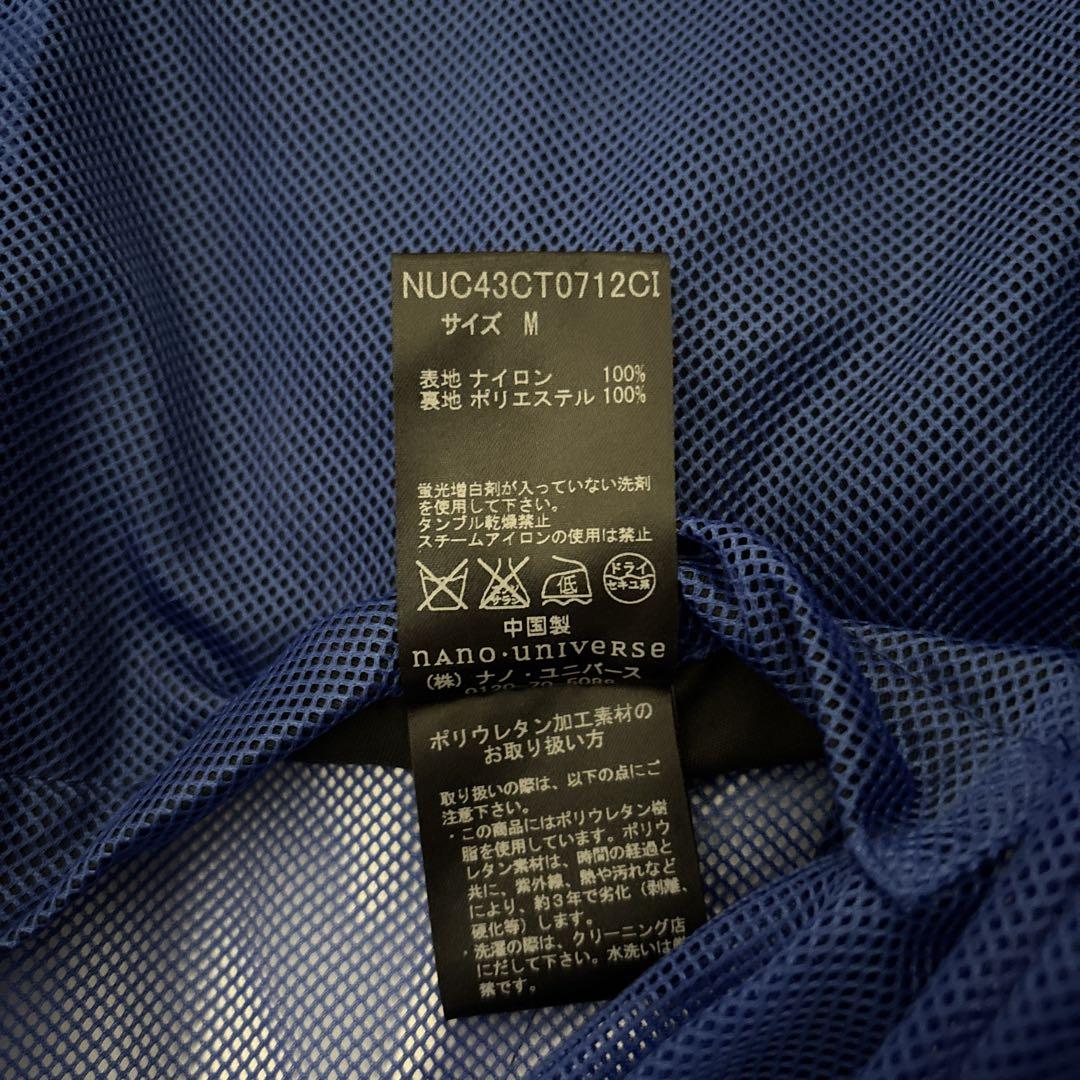 NUC43CT0712CI
サイズ M
表地 ナイロン 100%
裏地 ポリエステル 100%
蛍光増白剤が入っていない洗剤
を使用して下さい。
タンブル乾燥禁止
スチームアイロンの使用は禁止
低 ドライ
セキユ系
中国製
nano・universe
(株) ナノ・ユニバース
ポリウレタン加工素材の
お取り扱い方
取り扱いの際は、以下の点にご
注意下さい。
・この商品にはポリウレタン樹
脂を使用しています。ポリウ
レタン素材は、時間の経過と
共に、紫外線、熱や汚れなど
により、約3年で劣化(剥離、
硬化等)します。
・洗濯の際は、クリーニング店
にだして下さい。水洗いは厳
禁です。